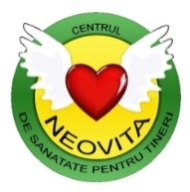 CENTRUL
NEOVITA
DE SANATATE PENTRU TINERI